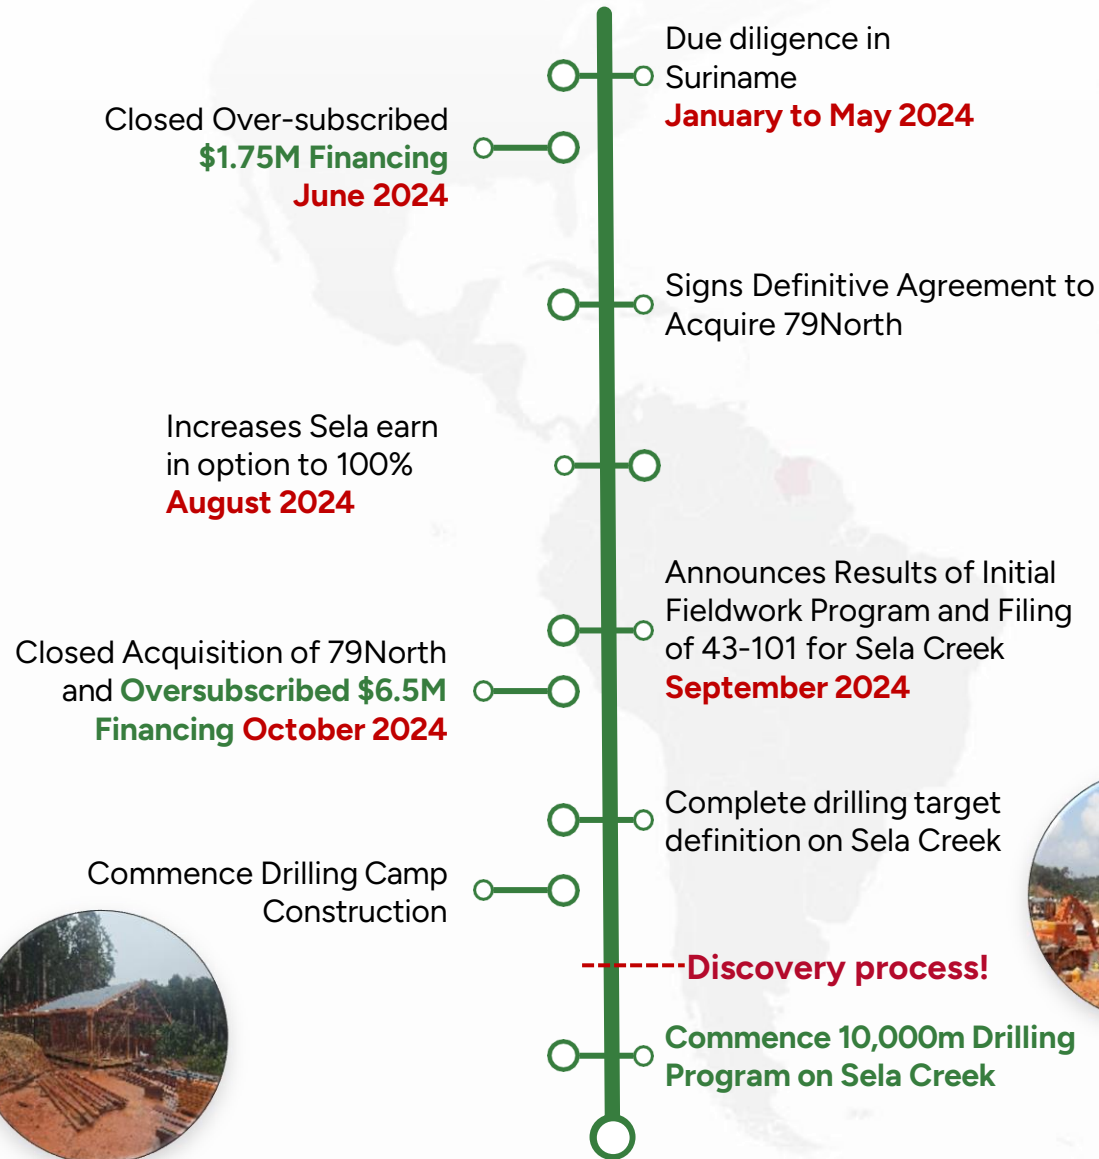 Due diligence in
Suriname
January to May 2024
Closed Over-subscribed
$1.75M Financing
June 2024
Signs Definitive Agreement to
Acquire 79North
Increases Sela earn
in option to 100%
August 2024
Announces Results of Initial
Fieldwork Program and Filing
of 43-101 for Sela Creek
September 2024
Closed Acquisition of 79North
and Oversubscribed $6.5M
Financing October 2024
Complete drilling target
definition on Sela Creek
Commence Drilling Camp
Construction
Discovery process!
Commence 10,000m Drilling
Program on Sela Creek